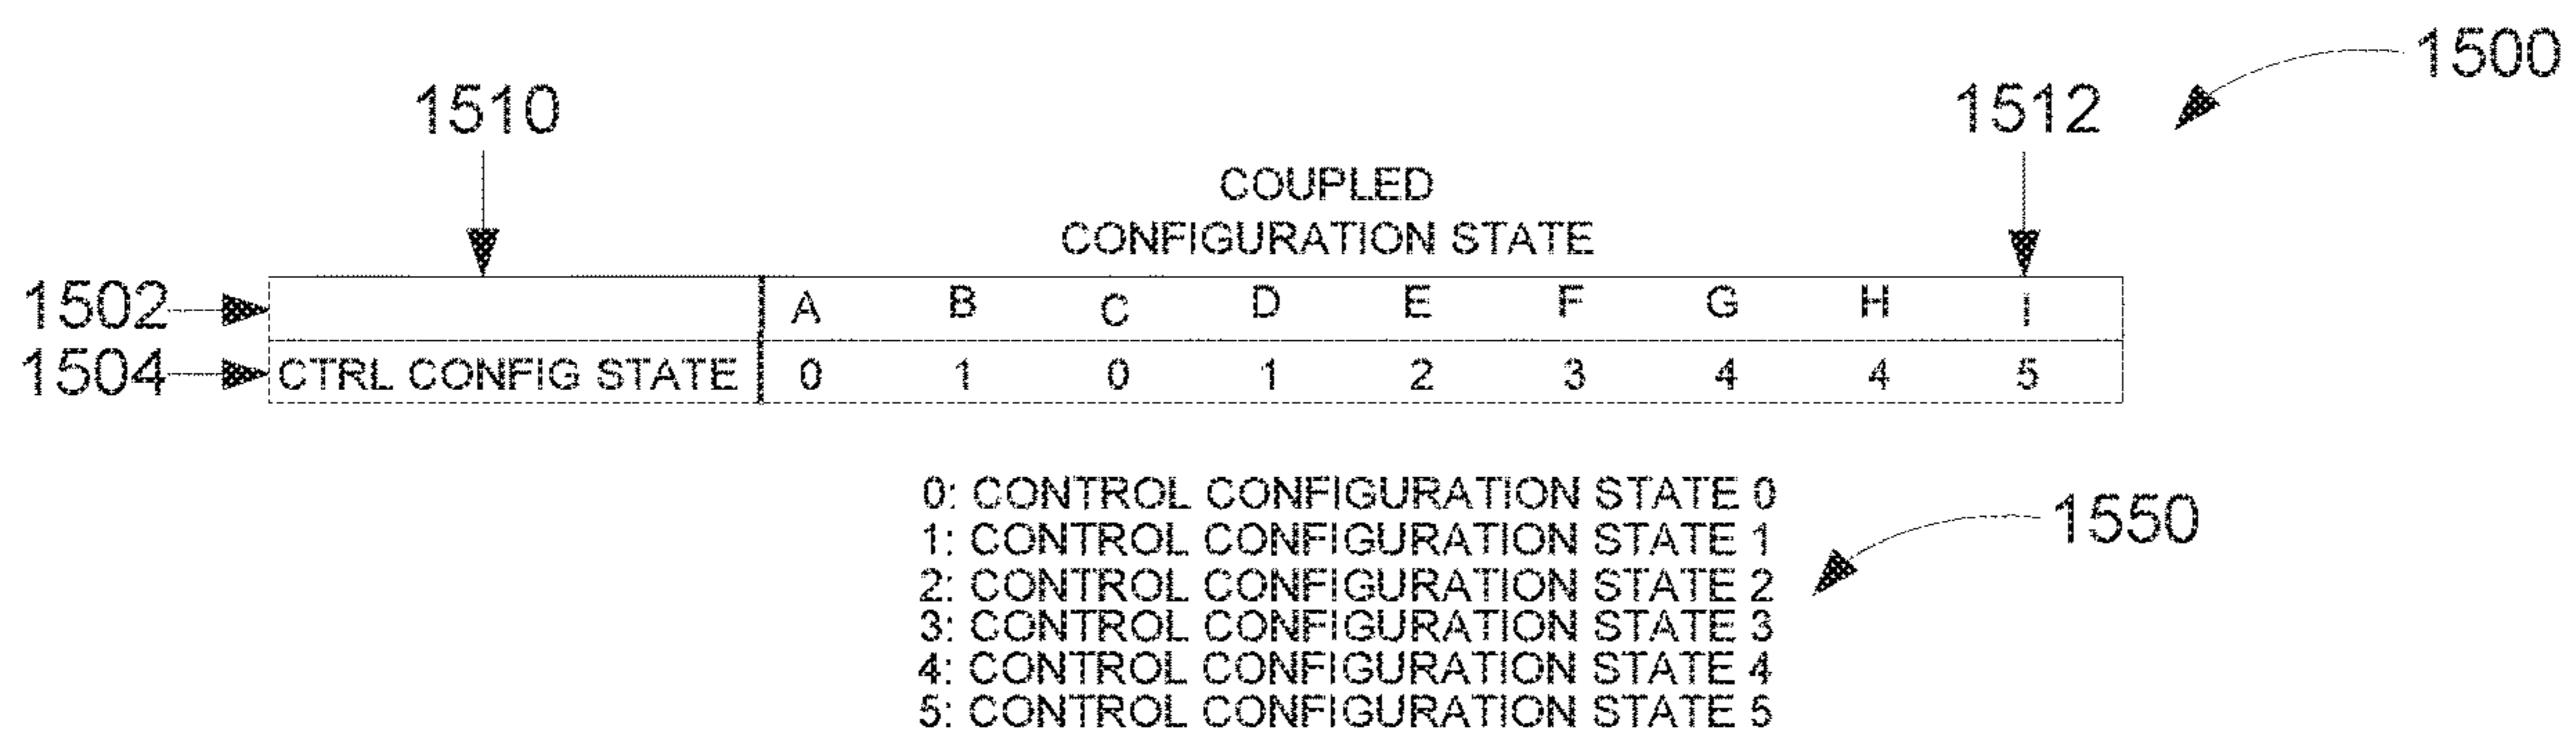 1500
1510
1512
COUPLED
CONFIGURATION STATE
1502 A B C D E F G H I
1504 CTRL CONFIG STATE 0 1 0 1 2 3 4 4 5
0: CONTROL CONFIGURATION STATE 0
1: CONTROL CONFIGURATION STATE 1
1550
2: CONTROL CONFIGURATION STATE 2
3: CONTROL CONFIGURATION STATE 3
4: CONTROL CONFIGURATION STATE 4
5: CONTROL CONFIGURATION STATE 5